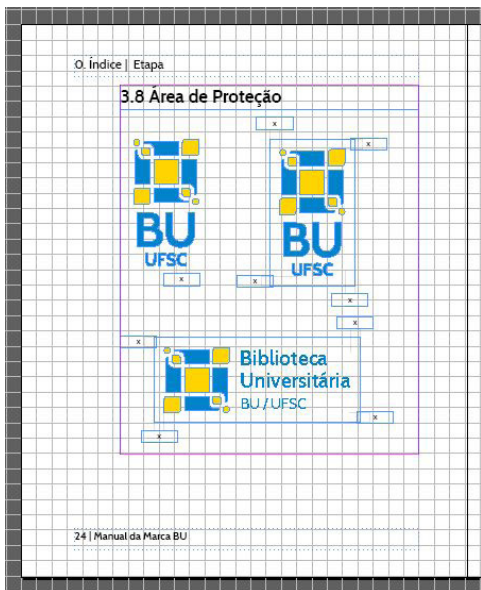 O. Índice | Etapa
3.8 Área de Proteção
x
x
BU
UFSC
BU
UFSC
x
x
x
x
x
Biblioteca
Universitária
BU / UFSC
x
x
24 | Manual da Marca BU